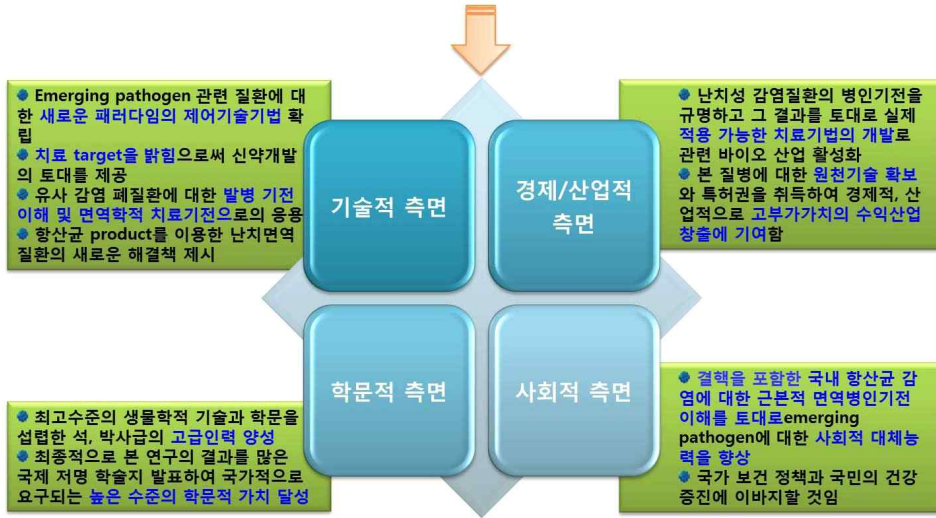 ● Emerging pathogen 관련 질환에 대
한 새로운 패러다임의 제어기술기법 확
립
● 치료 target을 밝힘으로써 신약개발
의 토대를 제공
● 유사 감염 폐질환에 대한 발병 기전
이해 및 면역학적 치료기전으로의 응용
● 항산균 product를 이용한 난치면역
질환의 새로운 해결책 제시
기술적 측면
경제/산업적
측면
● 난치성 감염질환의 병인기전을
규명하고 그 결과를 토대로 실제
적용 가능한 치료기법의 개발로
관련 바이오 산업 활성화
● 본 질병에 대한 원천기술 확보
와 특허권을 취득하여 경제적, 산
업적으로 고부가가치의 수익산업
창출에 기여함
● 최고수준의 생물학적 기술과 학문을
섭렵한 석, 박사급의 고급인력 양성
● 최종적으로 본 연구의 결과를 많은
국제 저명 학술지 발표하여 국가적으로
요구되는 높은 수준의 학문적 가치 달성
학문적 측면
사회적 측면
● 결핵을 포함한 국내 항산균 감
염에 대한 근본적 면역병인기전
이해를 토대로emerging
pathogen에 대한 사회적 대체능
력을 향상
● 국가 보건 정책과 국민의 건강
증진에 이바지할 것임